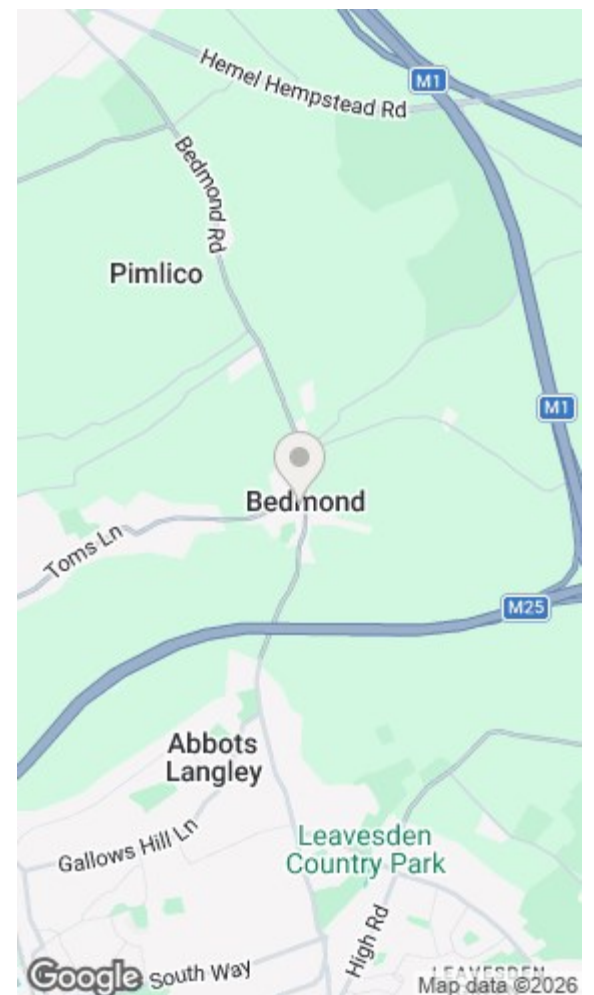 Hemel Hempstead Rd
M1
Bedmond Rd
Pimlico
M1
Bedmond
Toms Ln
M25
Abbots
Langley
Gallows Hill Ln
Leavesden
Country Park
High Rd
South Way
LEAVESDEN
Google
Map data ©2026